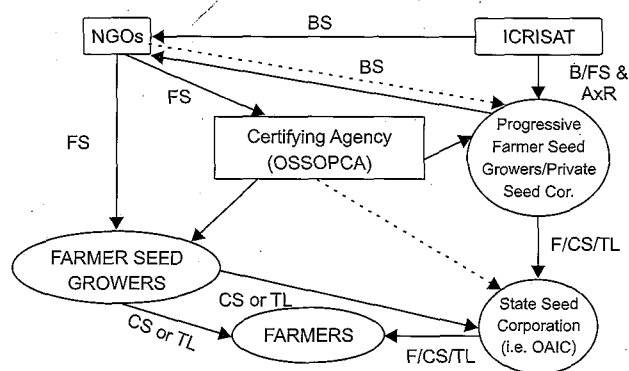 NGOs
BS
ICRISAT
BS
B/FS &
AxR
FS
FS
Certifying Agency
(OSSOPCA)
Progressive
Farmer Seed
Growers/Private
Seed Cor.
F/CS/TL
FARMER SEED
GROWERS
CS or TL
CS or TL
FARMERS
F/CS/TL
State Seed
Corporation
(i.e. OAIC)